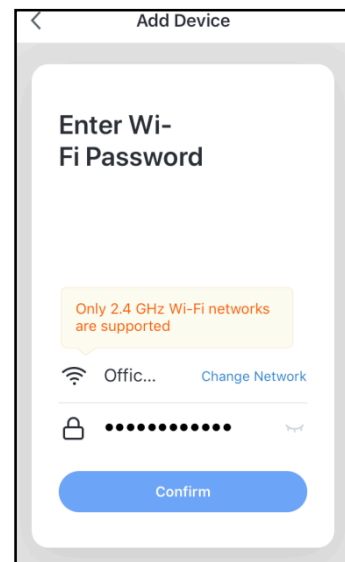 Add Device
Enter Wi-
Fi Password
Only 2.4 GHz Wi-Fi networks
are supported
Offic... Change Network
●●●●●●●●●●●●
Confirm